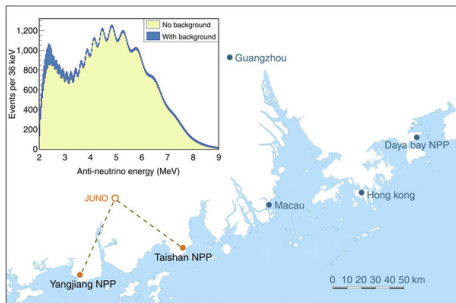 No background
With background
1,200
1,000
800
600
400
200
0
Events per 36 keV
2 3 4 5 6 7 8 9
Anti-neutrino energy (MeV)
Guangzhou
Daya bay NPP
Hong kong
Macau
JUNO
Taishan NPP
Yangjiang NPP
0 10 20 30 40 50 km